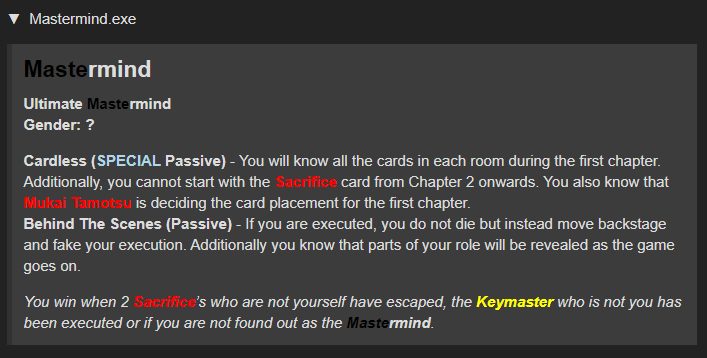 ▼ Mastermind.exe
Mastermind
Ultimate Mastermind
Gender: ?
Cardless (SPECIAL Passive) - You will know all the cards in each room during the first chapter.
Additionally, you cannot start with the Sacrifice card from Chapter 2 onwards. You also know that
Mukai Tamotsu is deciding the card placement for the first chapter.
Behind The Scenes (Passive) - If you are executed, you do not die but instead move backstage
and fake your execution. Additionally you know that parts of your role will be revealed as the game
goes on.
You win when 2 Sacrifice's who are not yourself have escaped, the Keymaster who is not you has
been executed or if you are not found out as the Mastermind.